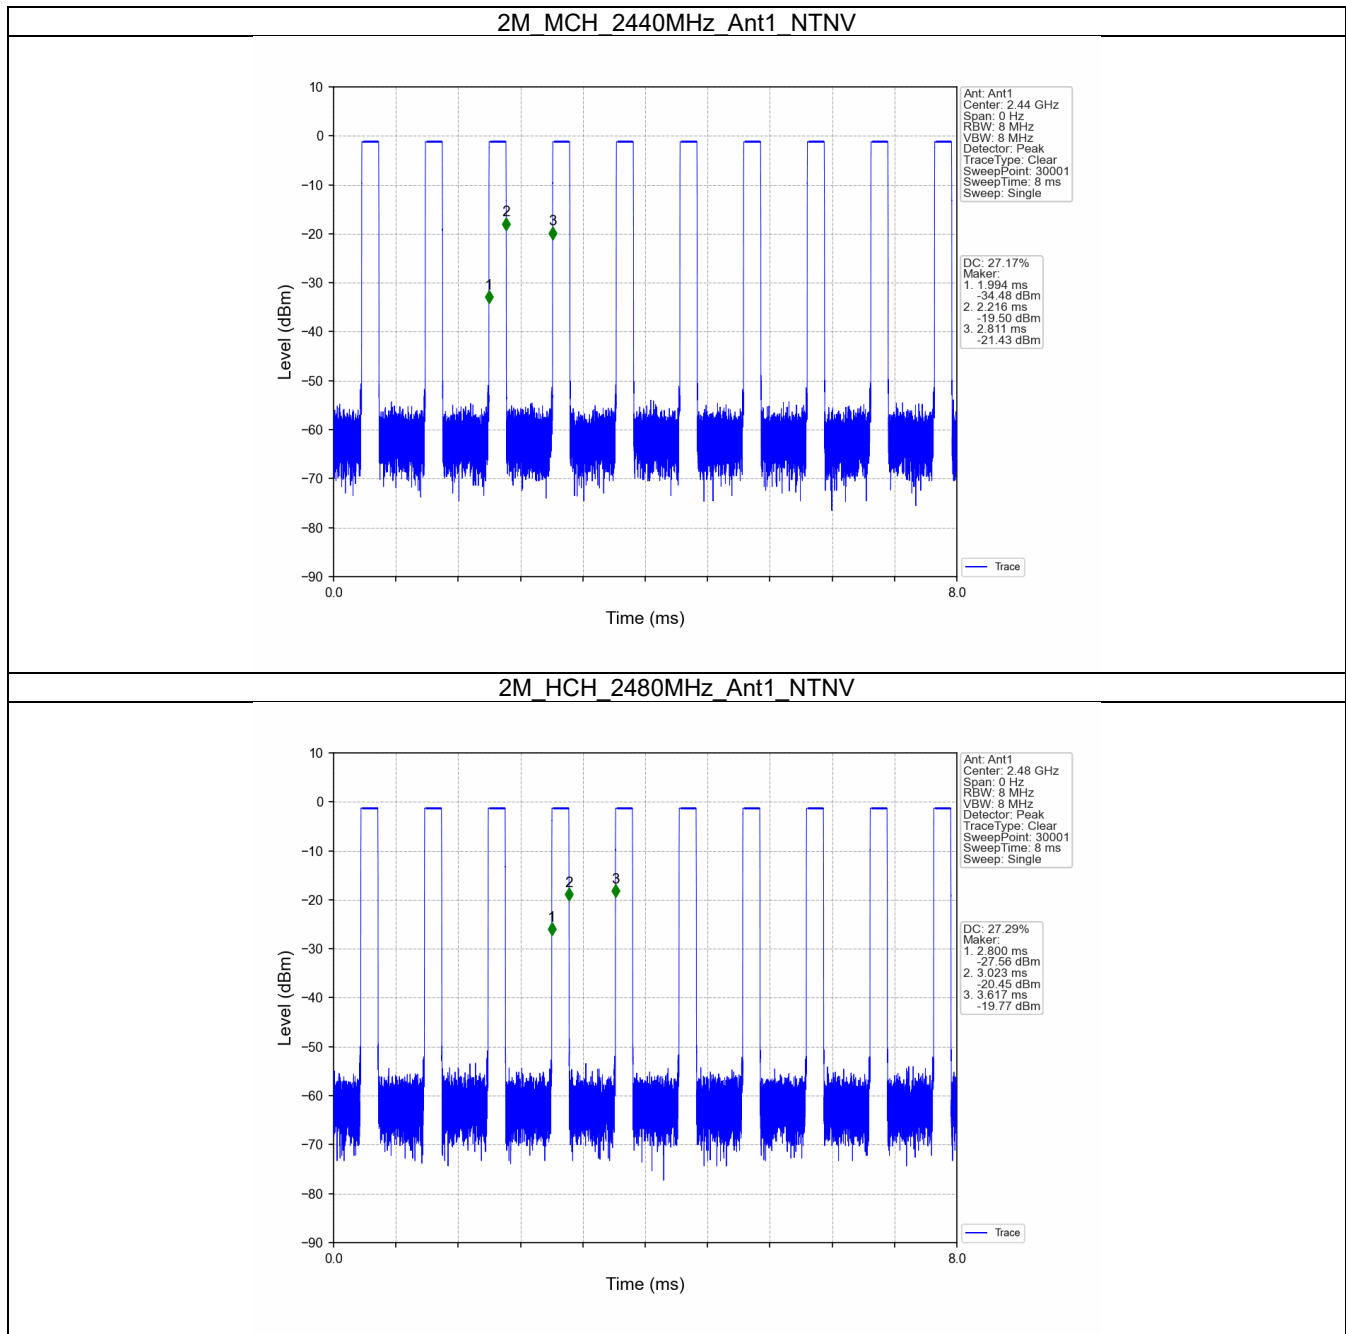 2M_MCH_2440MHz_Ant1_NTNV
10
0
−10
−20
−30
−40
−50
−60
−70
−80
−90
Level (dBm)
1
2
3
0.0
8.0
Time (ms)
Ant: Ant1
Center: 2.44 GHz
Span: 0 Hz
RBW: 8 MHz
VBW: 8 MHz
Detector: Peak
TraceType: Clear
SweepPoint: 30001
SweepTime: 8 ms
Sweep: Single
DC: 27.17%
Maker:
1. 1.994 ms
-34.48 dBm
2. 2.216 ms
-19.50 dBm
3. 2.811 ms
-21.43 dBm
Trace
2M_HCH_2480MHz_Ant1_NTNV
10
0
−10
−20
−30
−40
−50
−60
−70
−80
−90
Level (dBm)
1
2
3
0.0
8.0
Time (ms)
Ant: Ant1
Center: 2.48 GHz
Span: 0 Hz
RBW: 8 MHz
VBW: 8 MHz
Detector: Peak
TraceType: Clear
SweepPoint: 30001
SweepTime: 8 ms
Sweep: Single
DC: 27.29%
Maker:
1. 2.800 ms
-27.56 dBm
2. 3.023 ms
-20.45 dBm
3. 3.617 ms
-19.77 dBm
Trace